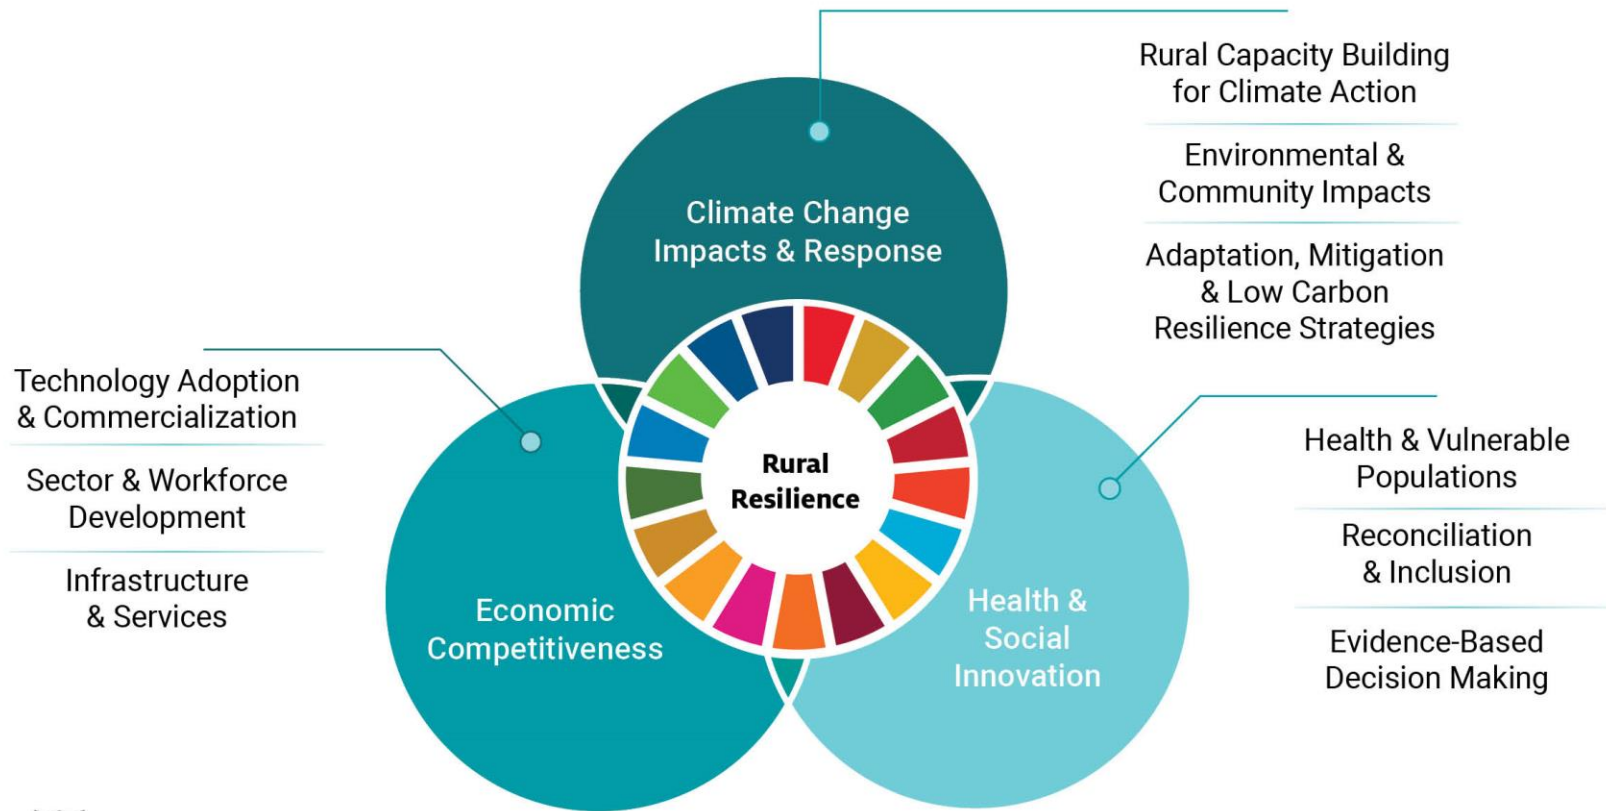 Rural Capacity Building
for Climate Action
Environmental &
Community Impacts
Adaptation, Mitigation
& Low Carbon
Resilience Strategies
Climate Change
Impacts & Response
Technology Adoption
& Commercialization
Sector & Workforce
Development
Infrastructure
& Services
Rural
Resilience
Economic
Competitiveness
Health &
Social
Innovation
Health & Vulnerable
Populations
Reconciliation
& Inclusion
Evidence-Based
Decision Making